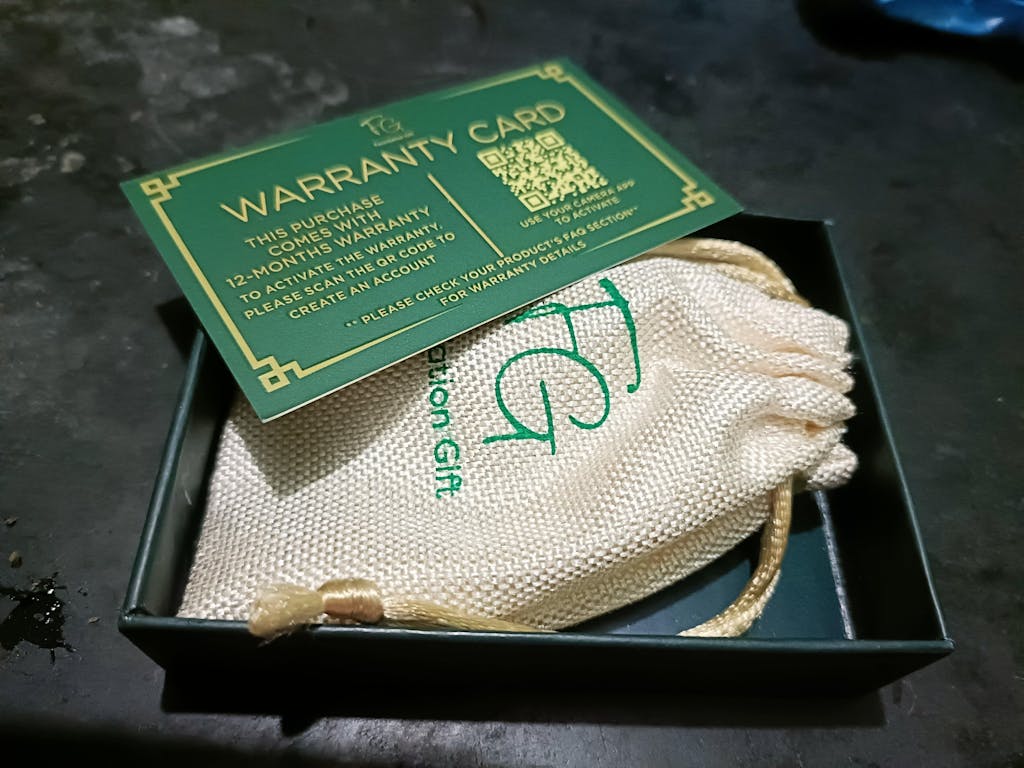 FG
WARRANTY CARD
THIS PURCHASE
COMES WITH
12-MONTHS WARRANTY
TO ACTIVATE THE WARRANTY,
PLEASE SCAN THE QR CODE TO
CREATE AN ACCOUNT
USE YOUR CAMERA APP
TO ACTIVATE
** PLEASE CHECK YOUR PRODUCT'S FAQ SECTION**
FOR WARRANTY DETAILS
FG
ation Gift